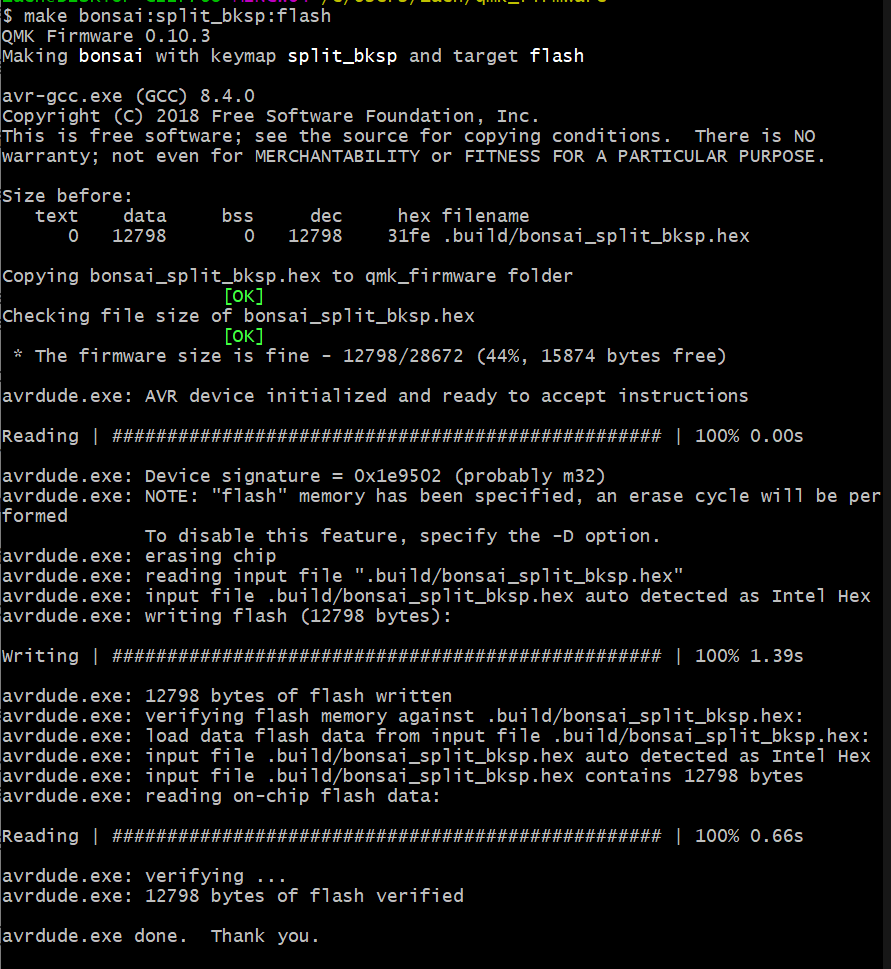 $ make bonsai:split_bksp:flash
QMK Firmware 0.10.3
Making bonsai with keymap split_bksp and target flash
avr-gcc.exe (GCC) 8.4.0
Copyright (C) 2018 Free Software Foundation, Inc.
This is free software; see the source for copying conditions.  There is NO
warranty; not even for MERCHANTABILITY or FITNESS FOR A PARTICULAR PURPOSE.
Size before:
   text    data     bss     dec     hex filename
      0   12798       0   12798    31fe .build/bonsai_split_bksp.hex
Copying bonsai_split_bksp.hex to qmk_firmware folder
[OK]
Checking file size of bonsai_split_bksp.hex
[OK]
 * The firmware size is fine - 12798/28672 (44%, 15874 bytes free)
avrdude.exe: AVR device initialized and ready to accept instructions
Reading | ################################################## | 100% 0.00s
avrdude.exe: Device signature = 0x1e9502 (probably m32)
avrdude.exe: NOTE: "flash" memory has been specified, an erase cycle will be per
formed
             To disable this feature, specify the -D option.
avrdude.exe: erasing chip
avrdude.exe: reading input file ".build/bonsai_split_bksp.hex"
avrdude.exe: input file .build/bonsai_split_bksp.hex auto detected as Intel Hex
avrdude.exe: writing flash (12798 bytes):
Writing | ################################################## | 100% 1.39s
avrdude.exe: 12798 bytes of flash written
avrdude.exe: verifying flash memory against .build/bonsai_split_bksp.hex:
avrdude.exe: load data flash data from input file .build/bonsai_split_bksp.hex:
avrdude.exe: input file .build/bonsai_split_bksp.hex auto detected as Intel Hex
avrdude.exe: input file .build/bonsai_split_bksp.hex contains 12798 bytes
avrdude.exe: reading on-chip flash data:
Reading | ################################################## | 100% 0.66s
avrdude.exe: verifying ...
avrdude.exe: 12798 bytes of flash verified
avrdude.exe done.  Thank you.